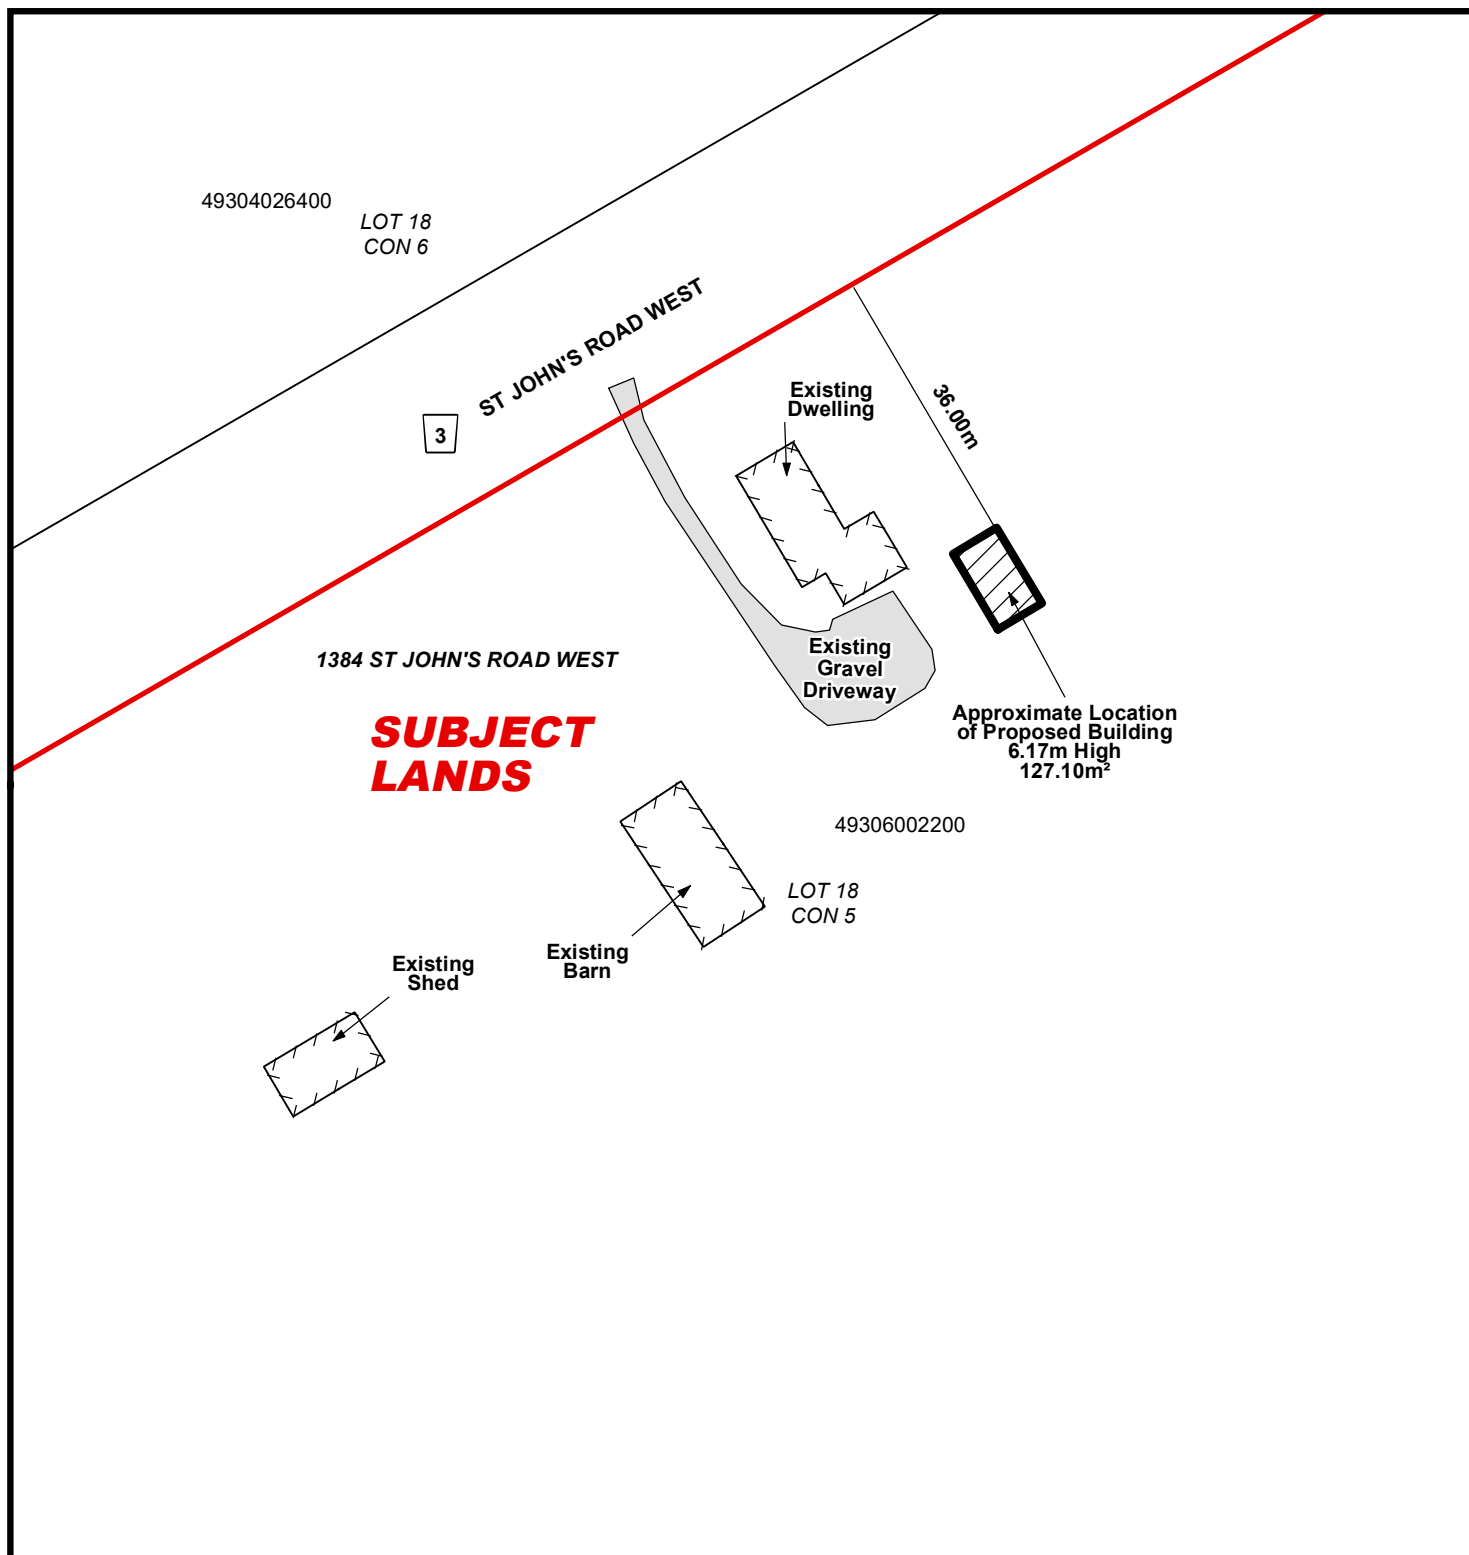 49304026400
LOT 18
CON 6
ST JOHN'S ROAD WEST
3
Existing
Dwelling
36.00m
Existing
Gravel
Driveway
1384 ST JOHN'S ROAD WEST
SUBJECT
LANDS
Approximate Location
of Proposed Building
6.17m High
127.10m²
49306002200
LOT 18
CON 5
Existing
Barn
Existing
Shed